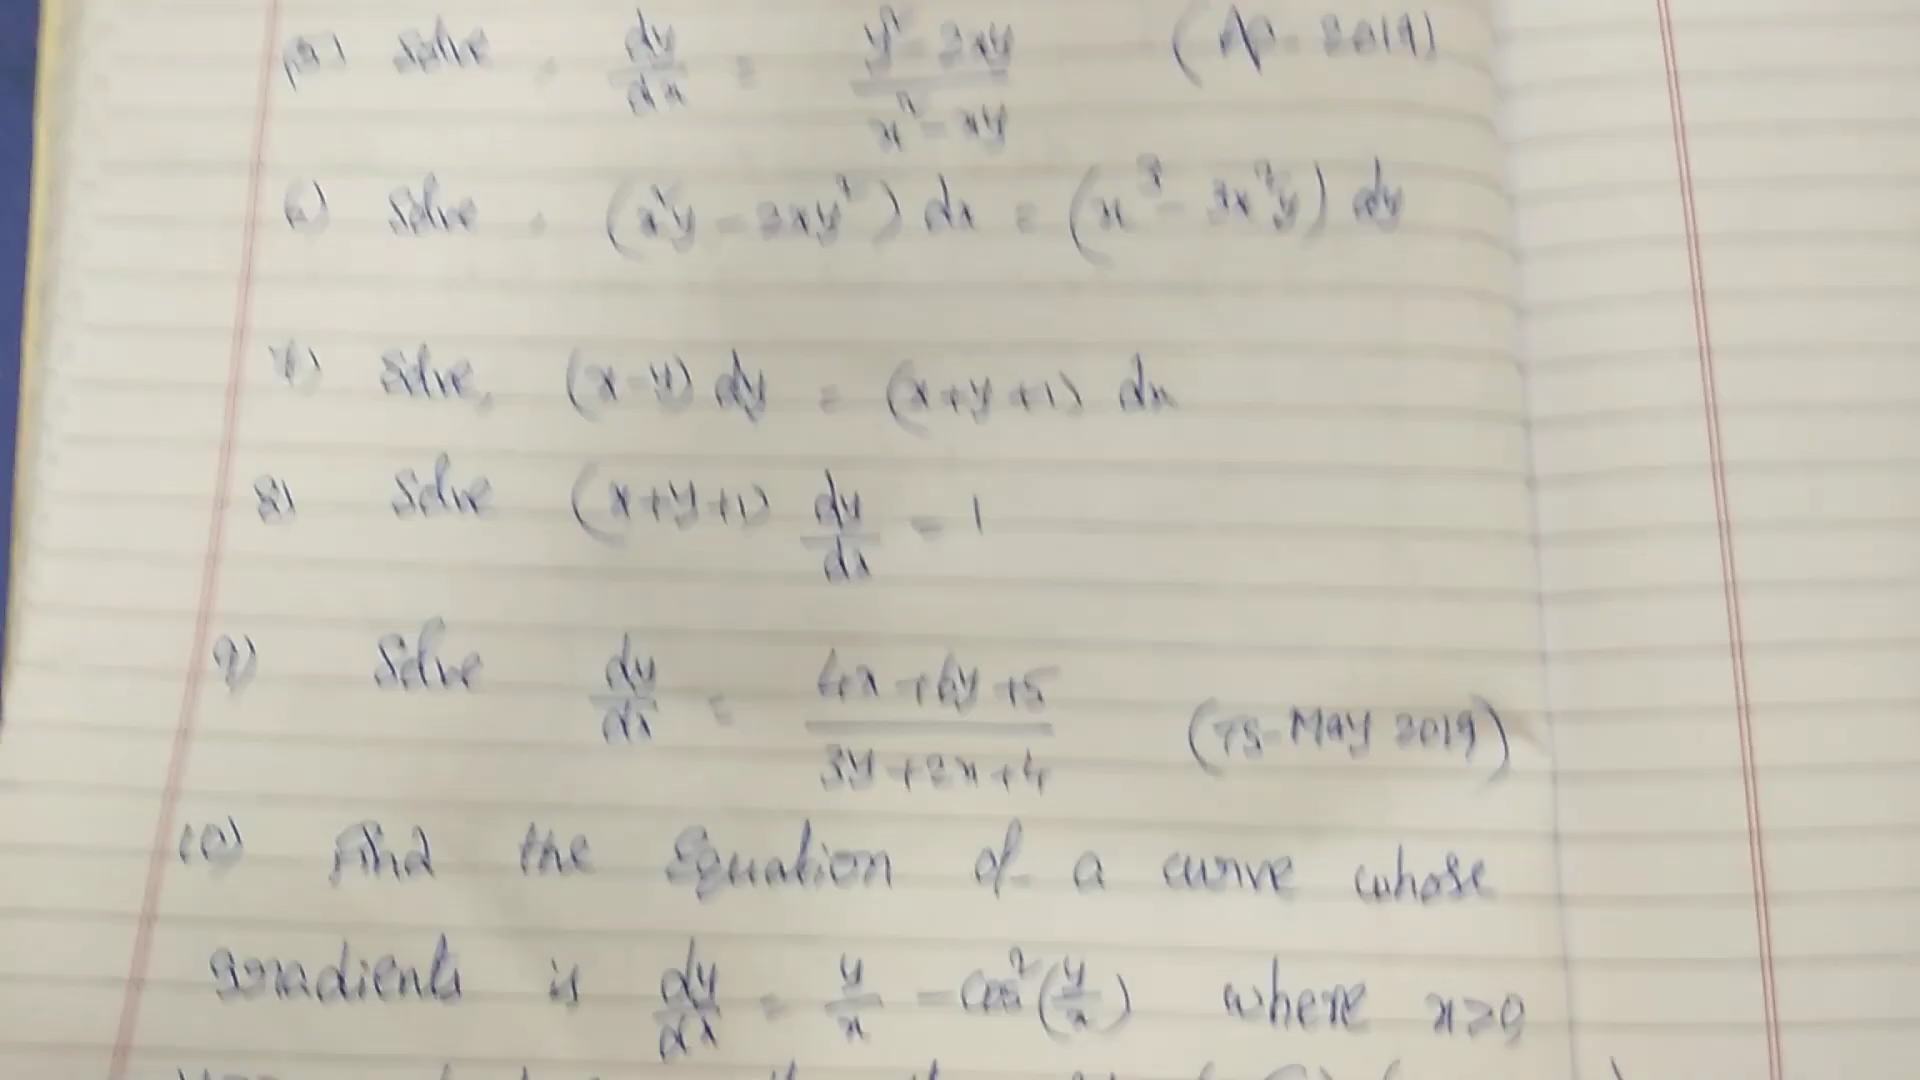 5) Solve. dy/dx = (y² - 2xy)/(x² - xy) (Ap- 2019)
6) Solve. (x²y - 2xy²) dx = (x³ - 3x²y) dy
7) Solve, (x-y) dy = (x+y+1) dx
8) Solve (x+y+1) dy/dx = 1
9) Solve dy/dx = (4x+6y+5)/(3y+2x+4) (TS-May 2019)
10) Find the Equation of a curve whose
gradients is dy/dx = y/x - cos²(y/x) where x>0